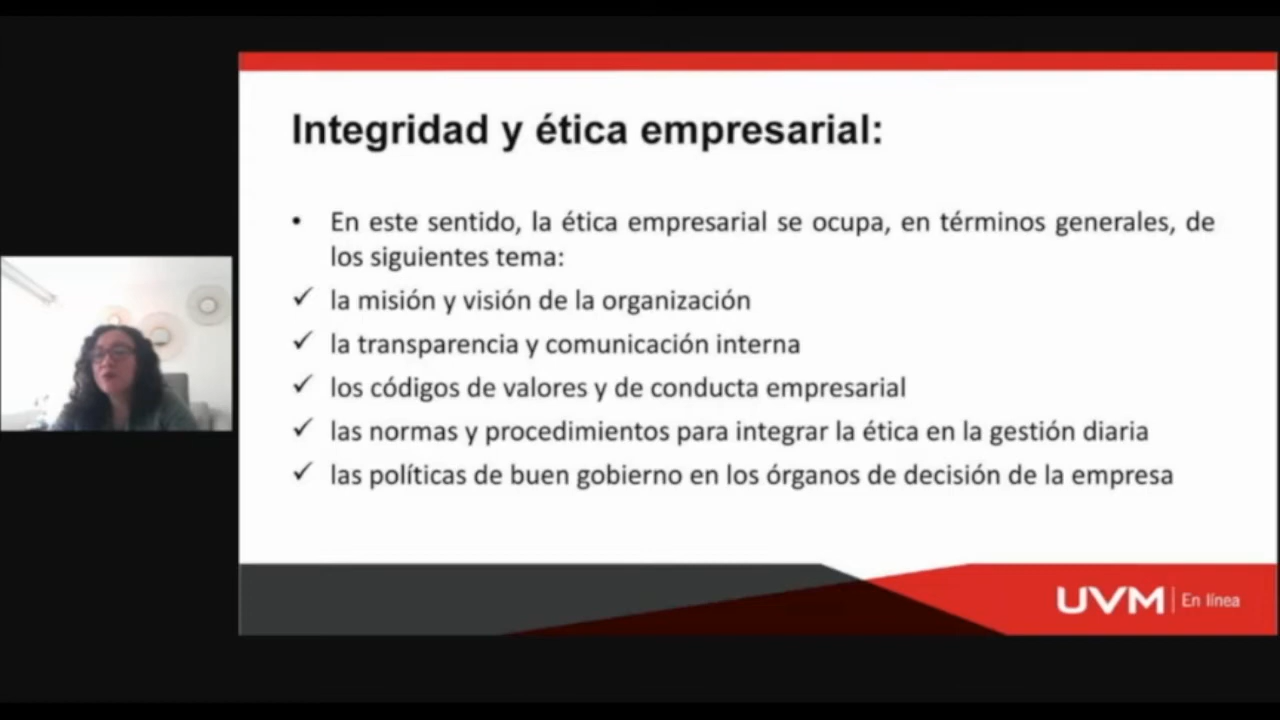 Integridad y ética empresarial:
• En este sentido, la ética empresarial se ocupa, en términos generales, de
los siguientes tema:
✓ la misión y visión de la organización
✓ la transparencia y comunicación interna
✓ los códigos de valores y de conducta empresarial
✓ las normas y procedimientos para integrar la ética en la gestión diaria
✓ las políticas de buen gobierno en los órganos de decisión de la empresa
UVM | En línea